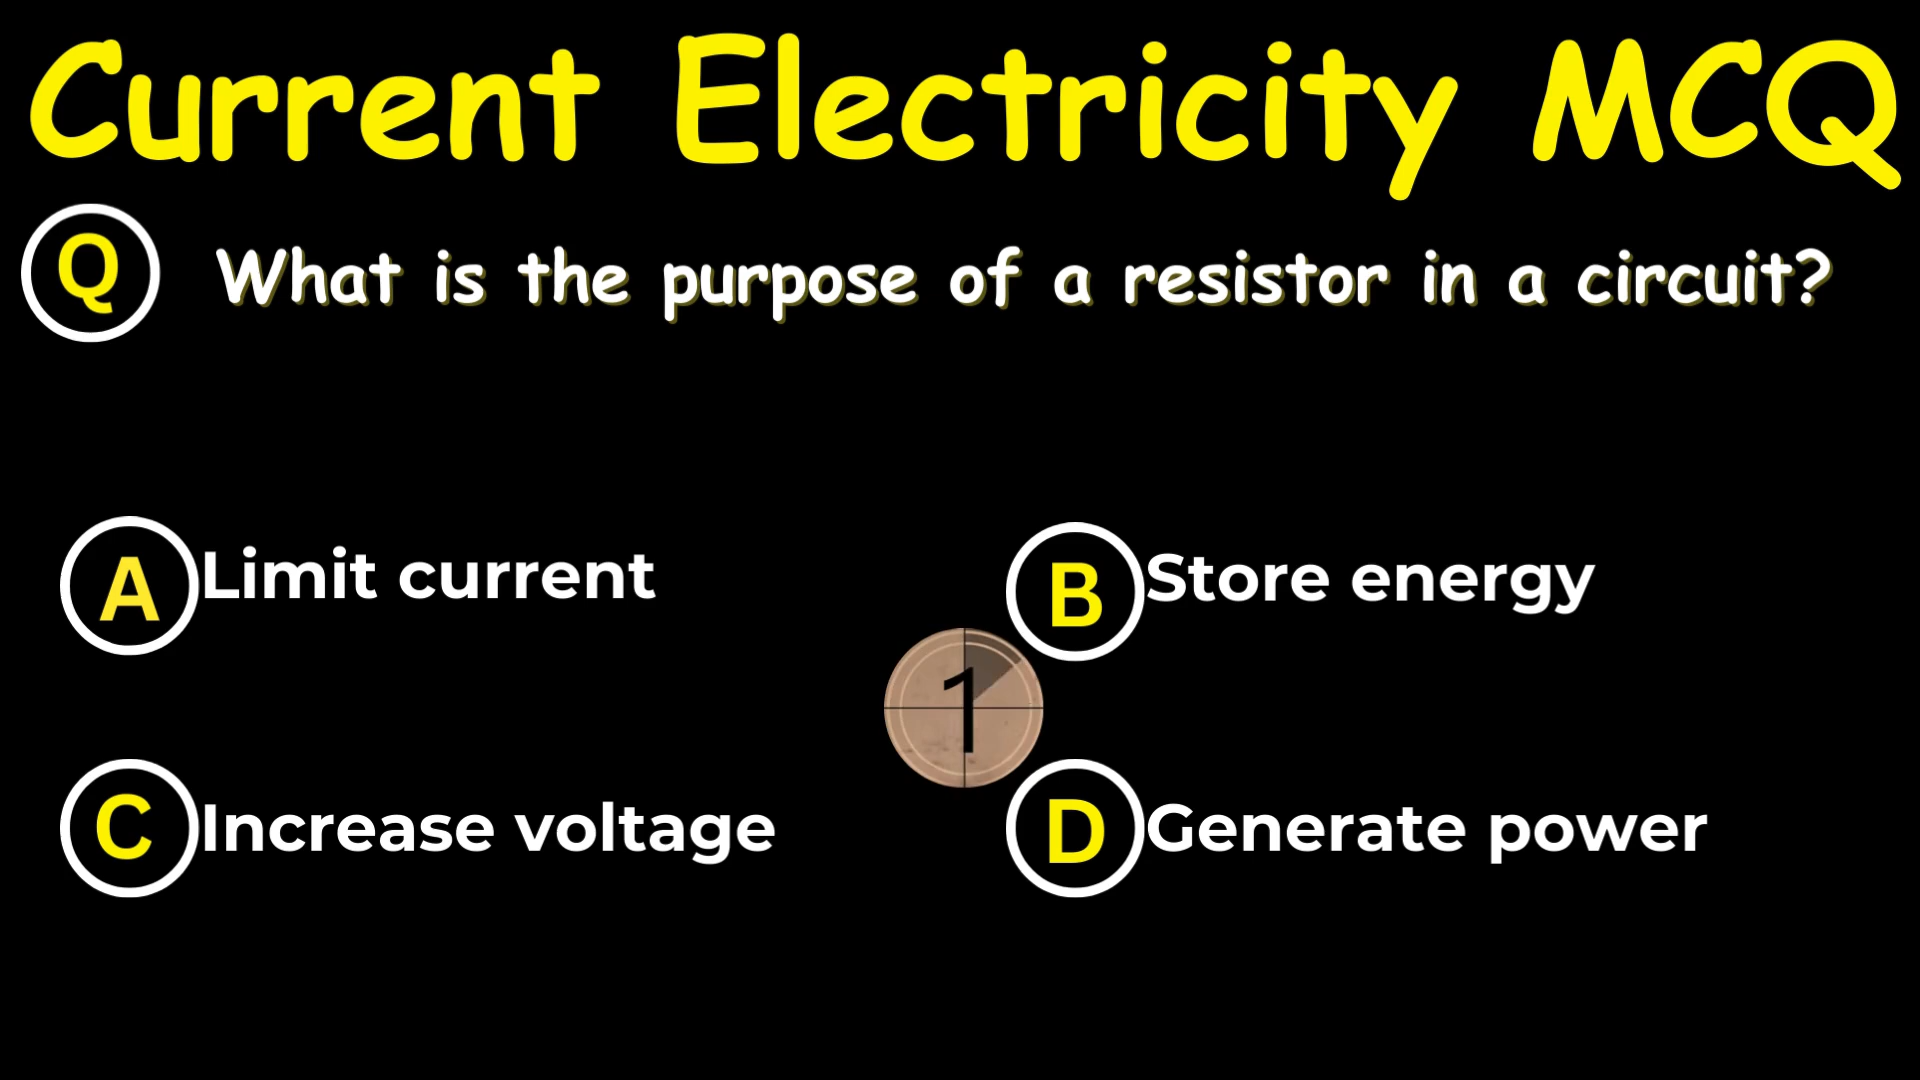 Current Electricity MCQ
Q What is the purpose of a resistor in a circuit?
A Limit current
B Store energy
1
C Increase voltage
D Generate power